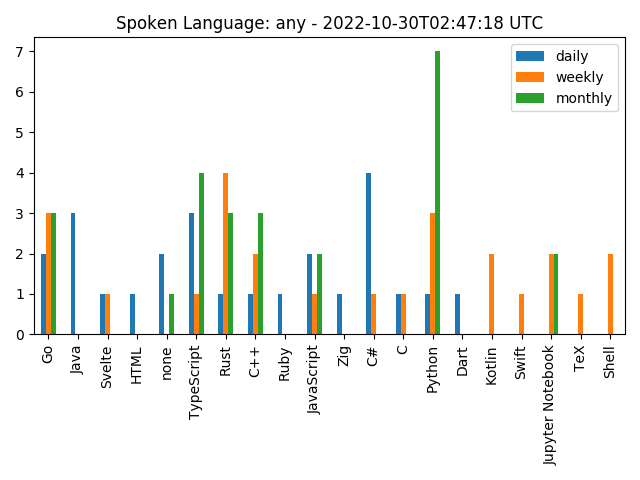 Spoken Language: any - 2022-10-30T02:47:18 UTC
daily
weekly
monthly
7
6
5
4
3
2
1
0
Go
Java
Svelte
HTML
none
TypeScript
Rust
C++
Ruby
JavaScript
Zig
C#
C
Python
Dart
Kotlin
Swift
Jupyter Notebook
TeX
Shell